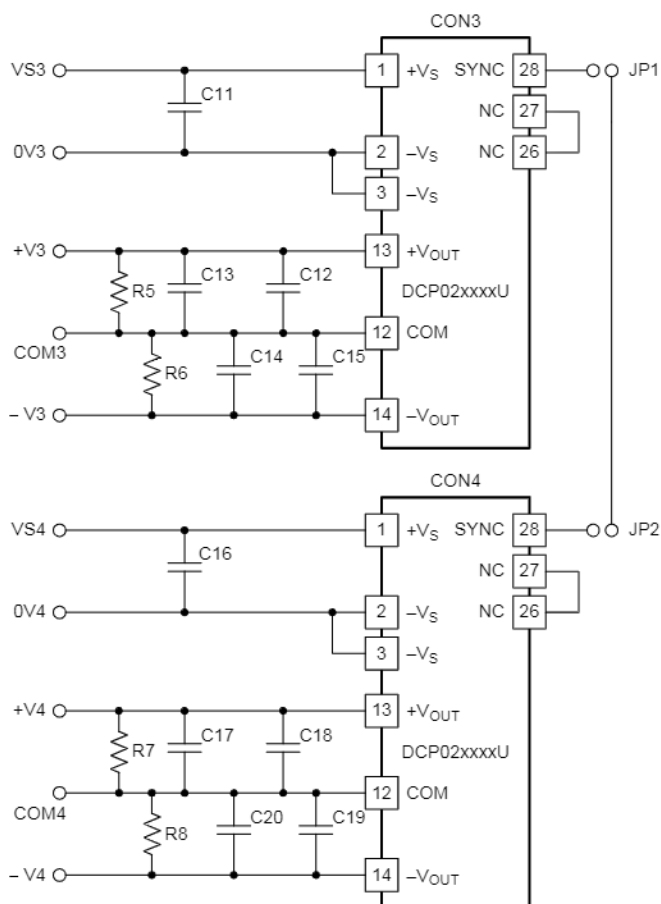 CON3
VS3
1
+VS
SYNC
28
JP1
C11
NC
27
0V3
2
–VS
NC
26
3
–VS
+V3
13
+VOUT
R5
C13
C12
DCP02xxxxU
COM3
12
COM
R6
C14
C15
– V3
14
–VOUT
CON4
VS4
1
+VS
SYNC
28
JP2
C16
NC
27
0V4
2
–VS
NC
26
3
–VS
+V4
13
+VOUT
R7
C17
C18
DCP02xxxxU
COM4
12
COM
R8
C20
C19
– V4
14
–VOUT